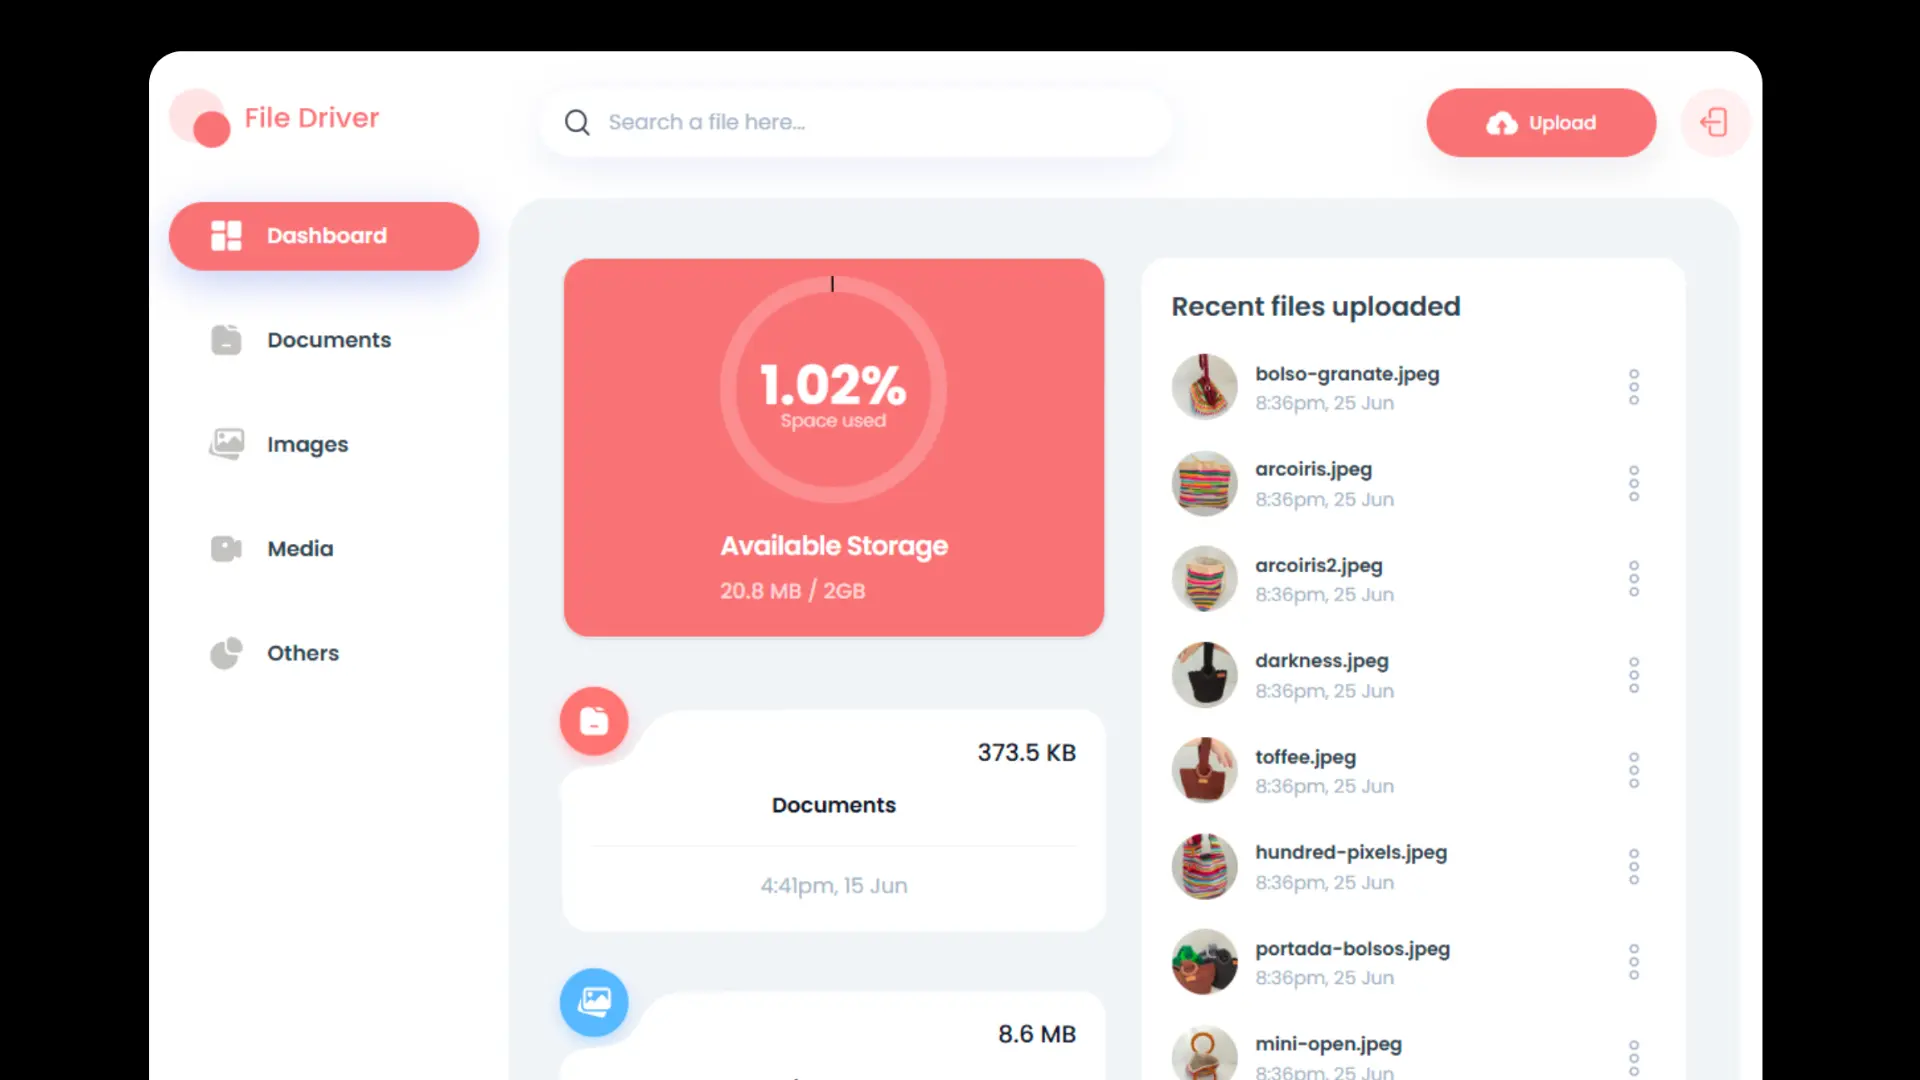 File Driver
Search a file here...
Upload
Dashboard
Documents
Images
Media
Others
1.02%
Space used
Available Storage
20.8 MB / 2GB
373.5 KB
Documents
4:41pm, 15 Jun
8.6 MB
Recent files uploaded
bolso-granate.jpeg
8:36pm, 25 Jun
arcoiris.jpeg
8:36pm, 25 Jun
arcoiris2.jpeg
8:36pm, 25 Jun
darkness.jpeg
8:36pm, 25 Jun
toffee.jpeg
8:36pm, 25 Jun
hundred-pixels.jpeg
8:36pm, 25 Jun
portada-bolsos.jpeg
8:36pm, 25 Jun
mini-open.jpeg
8:36pm, 25 Jun